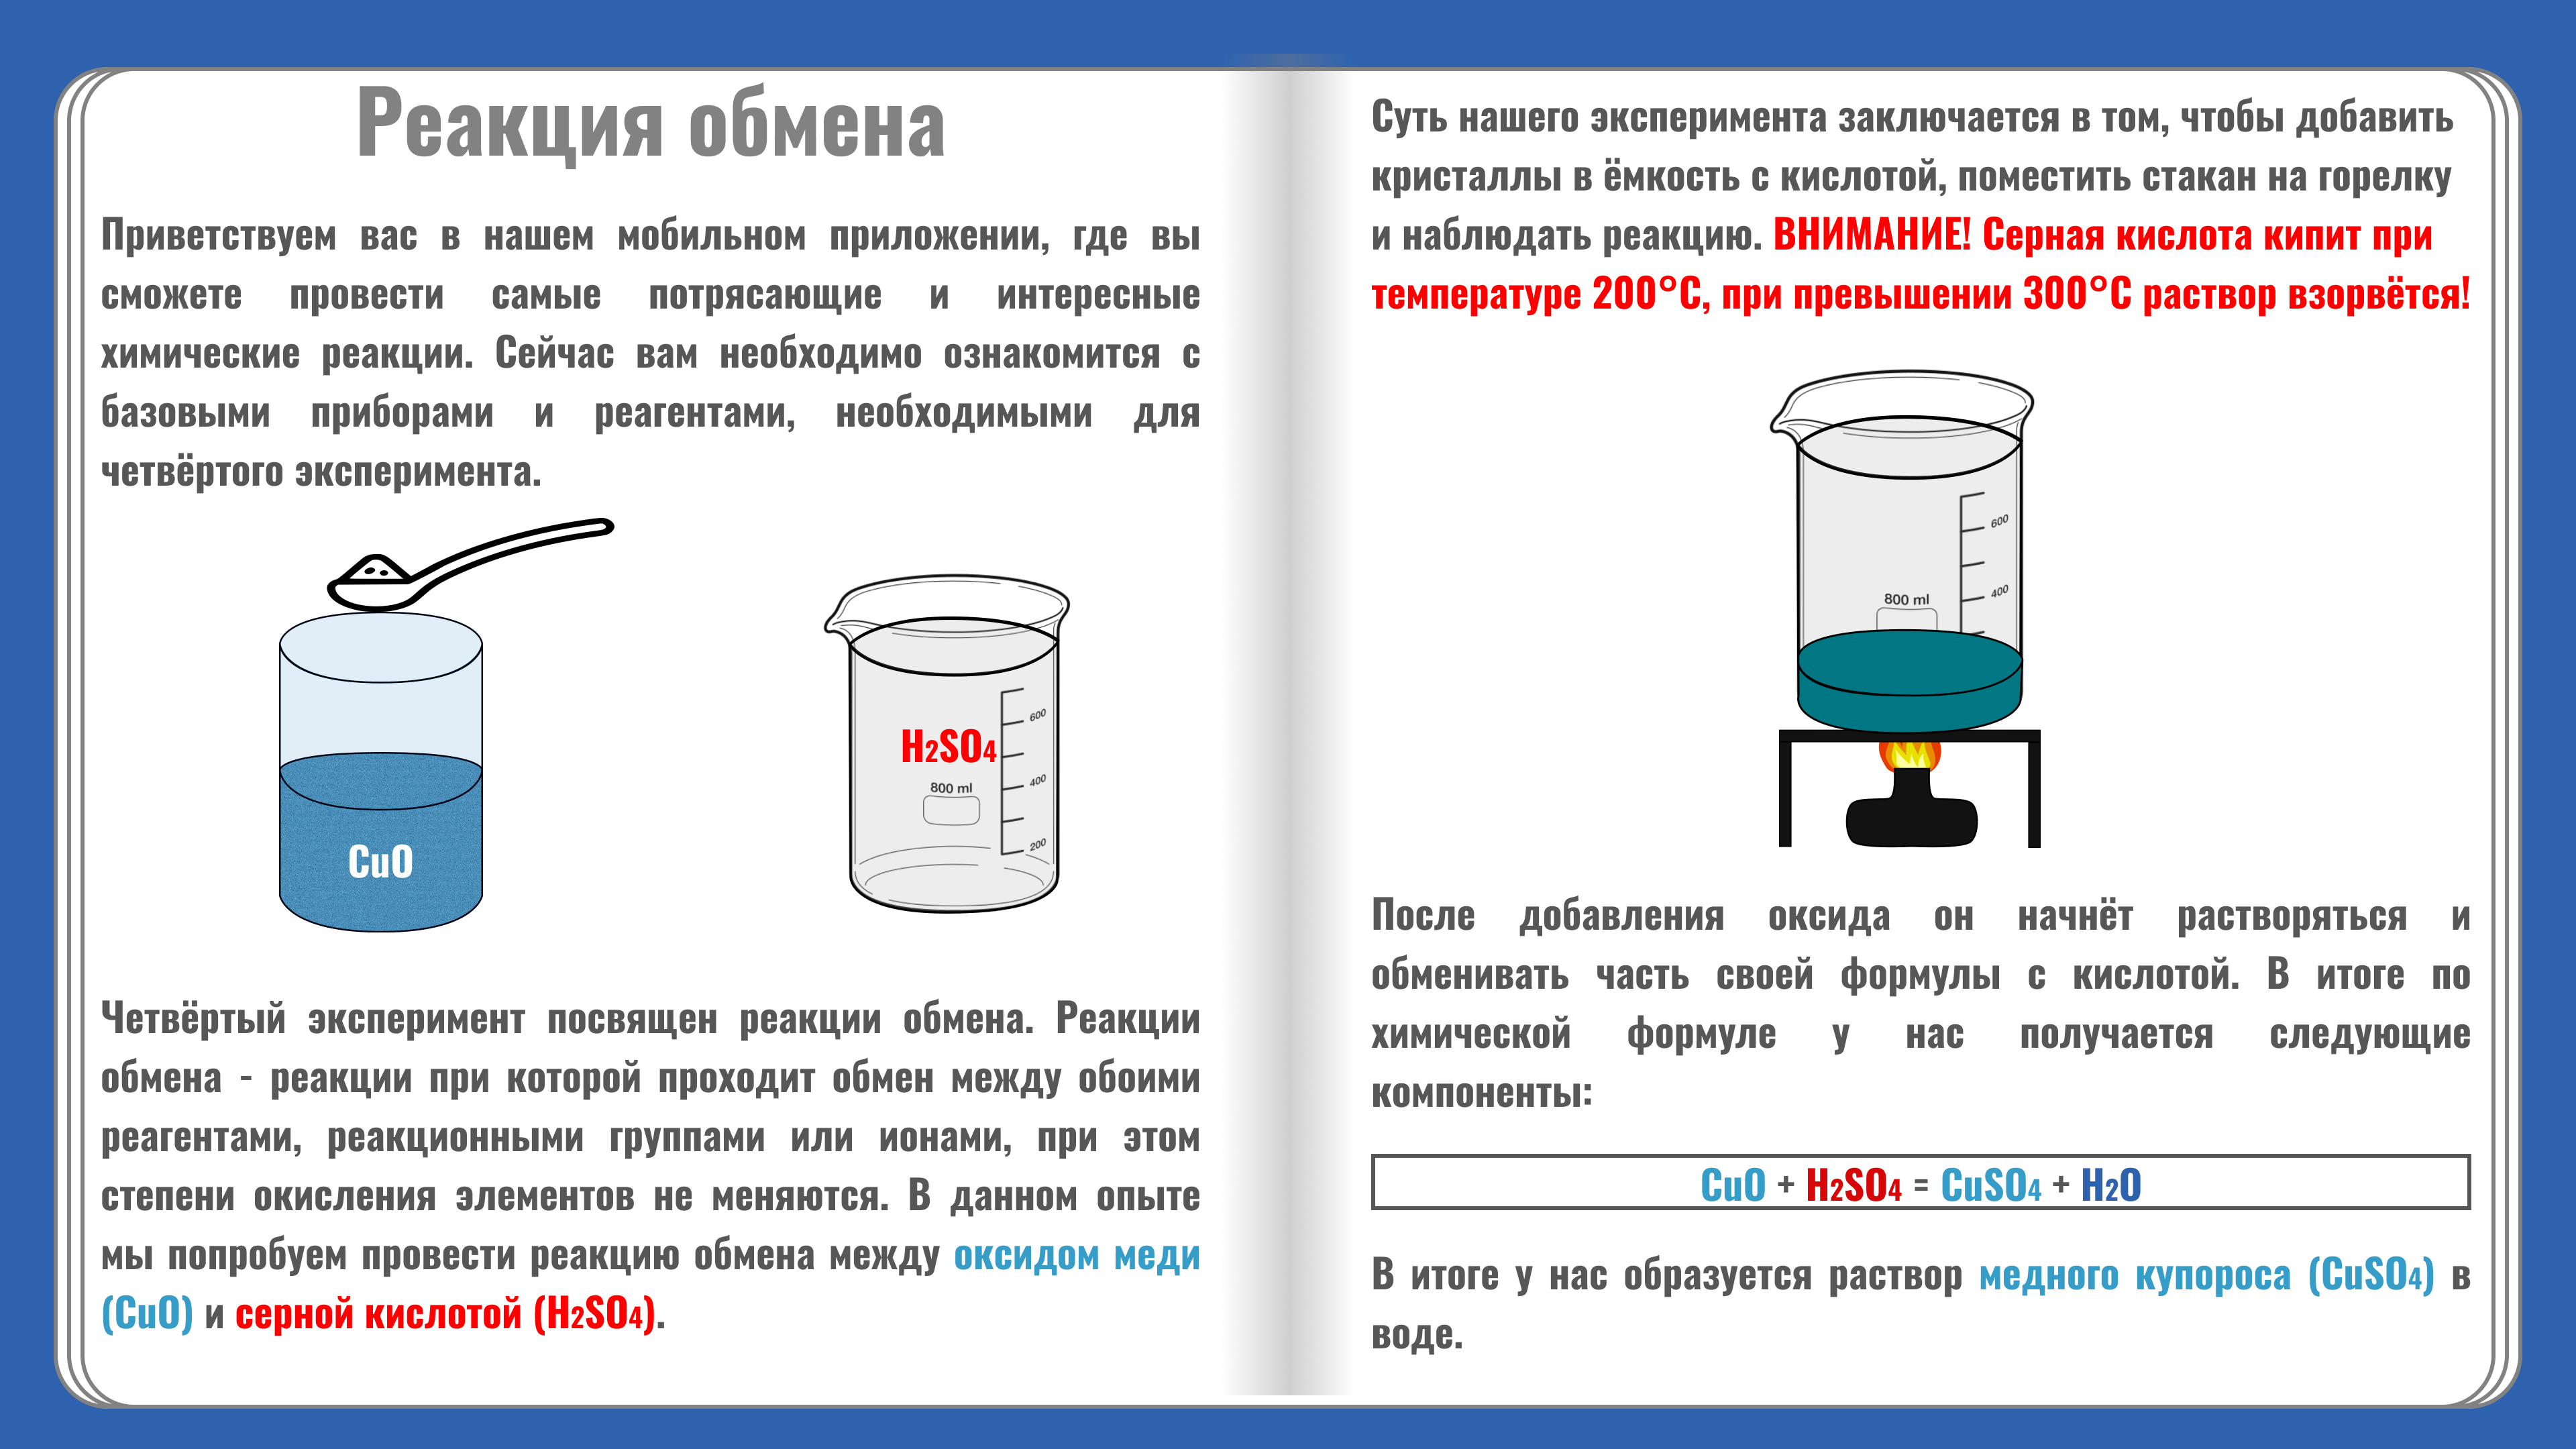 Реакция обмена
Приветствуем вас в нашем мобильном приложении, где вы
сможете провести самые потрясающие и интересные
химические реакции. Сейчас вам необходимо ознакомится с
базовыми приборами и реагентами, необходимыми для
четвёртого эксперимента.
CuO
H2SO4
800 ml
600
400
200
Четвёртый эксперимент посвящен реакции обмена. Реакции
обмена - реакции при которой проходит обмен между обоими
реагентами, реакционными группами или ионами, при этом
степени окисления элементов не меняются. В данном опыте
мы попробуем провести реакцию обмена между оксидом меди
(CuO) и серной кислотой (H2SO4).
Суть нашего эксперимента заключается в том, чтобы добавить
кристаллы в ёмкость с кислотой, поместить стакан на горелку
и наблюдать реакцию. ВНИМАНИЕ! Серная кислота кипит при
температуре 200°C, при превышении 300°C раствор взорвётся!
600
400
800 ml
После добавления оксида он начнёт растворяться и
обменивать часть своей формулы с кислотой. В итоге по
химической формуле у нас получается следующие
компоненты:
CuO + H2SO4 = CuSO4 + H2O
В итоге у нас образуется раствор медного купороса (CuSO4) в
воде.